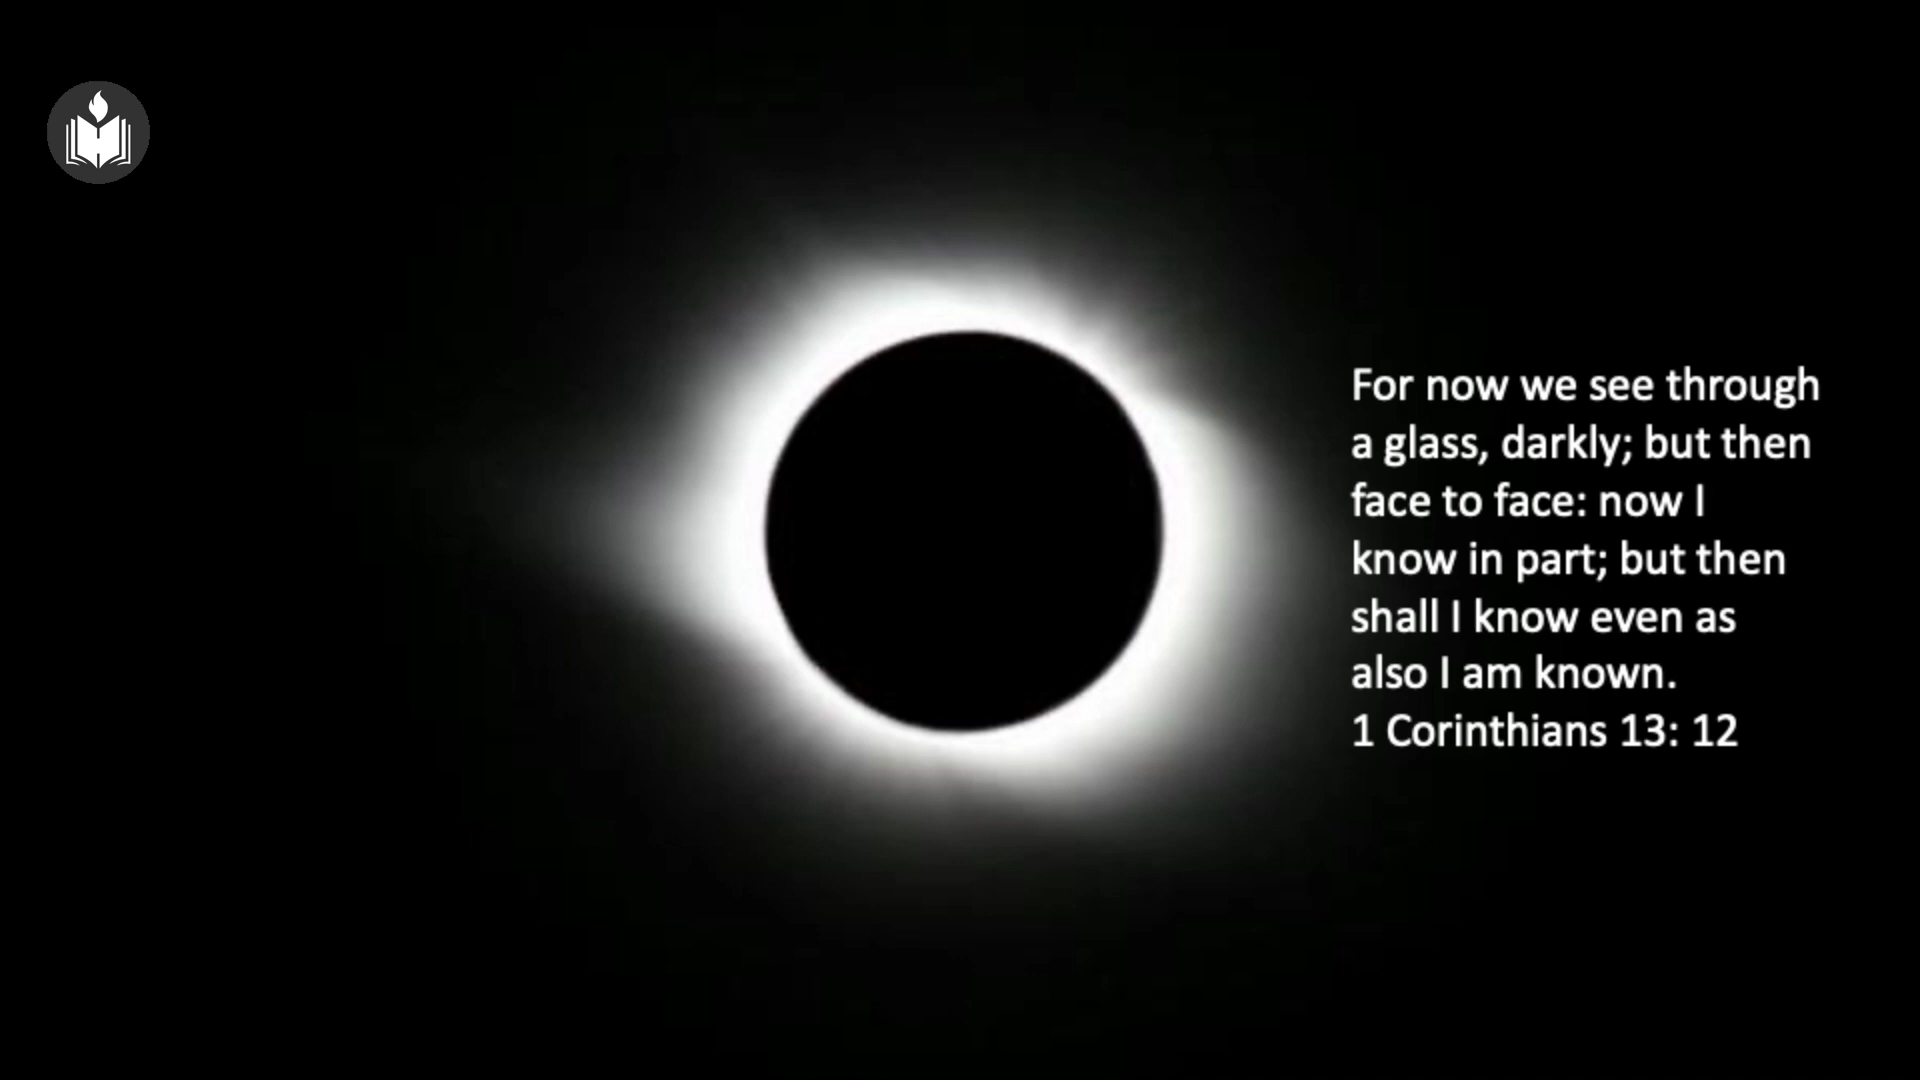 For now we see through
a glass, darkly; but then
face to face: now I
know in part; but then
shall I know even as
also I am known.
1 Corinthians 13: 12